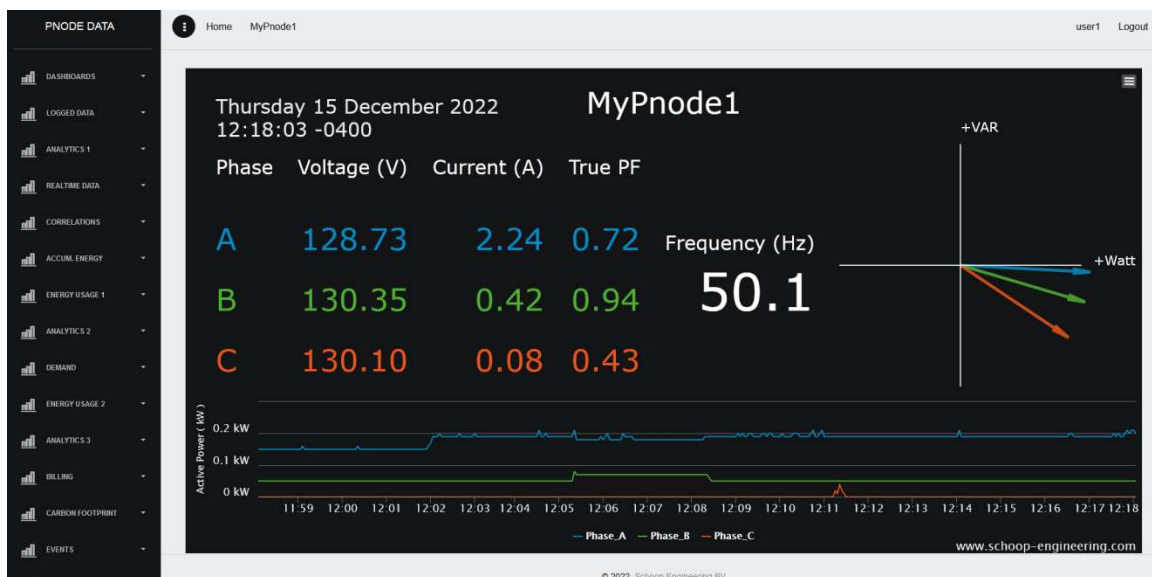 PNODE DATA
Home MyPnode1 user1 Logout
DASHBOARDS
LOGGED DATA
ANALYTICS 1
REALTIME DATA
CORRELATIONS
ACCUM. ENERGY
ENERGY USAGE 1
ANALYTICS 2
DEMAND
ENERGY USAGE 2
ANALYTICS 3
BILLING
CARBON FOOTPRINT
EVENTS
MyPnode1
Thursday 15 December 2022
12:18:03 -0400
Phase Voltage (V) Current (A) True PF
A 128.73 2.24 0.72
B 130.35 0.42 0.94
C 130.10 0.08 0.43
Frequency (Hz)
50.1
+VAR
+Watt
Active Power ( kW )
0.2 kW
0.1 kW
0 kW
11:59 12:00 12:01 12:02 12:03 12:04 12:05 12:06 12:07 12:08 12:09 12:10 12:11 12:12 12:13 12:14 12:15 12:16 12:17 12:18
Phase_A Phase_B Phase_C
www.schoop-engineering.com
© 2022 Schoop Engineering BV